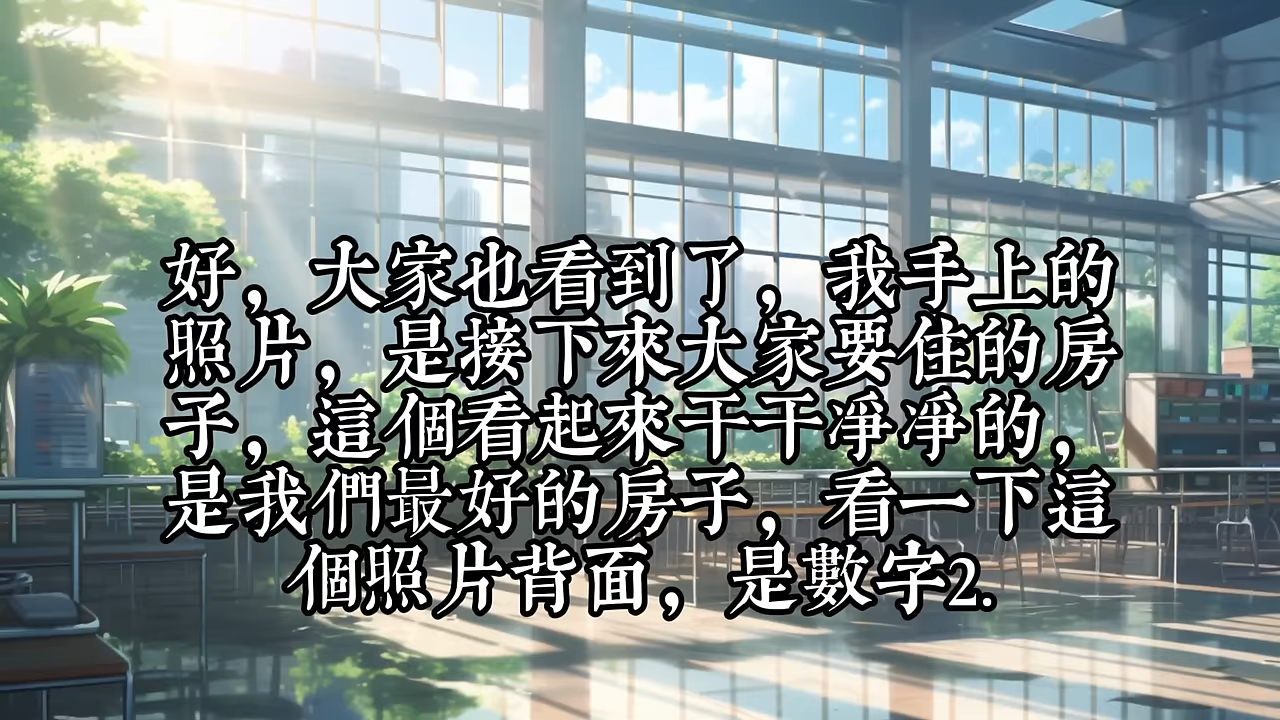 好，大家也看到了，我手上的
照片，是接下來大家要住的房
子，這個看起來干干凈凈的，
是我們最好的房子，看一下這
個照片背面，是數字2.